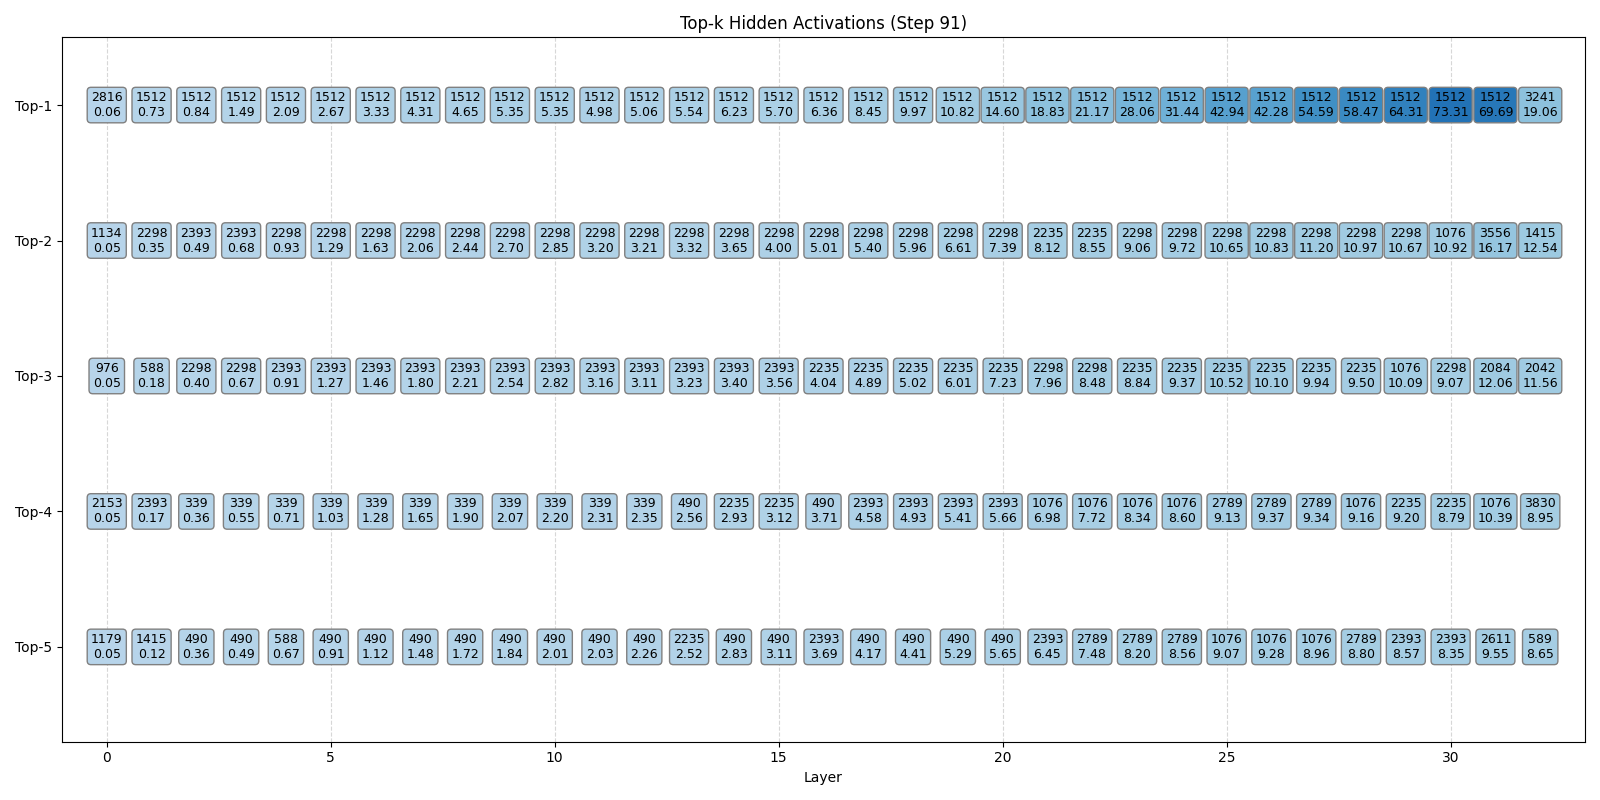 Top-k Hidden Activations (Step 91)
Top-1
2816 1512 1512 1512 1512 1512 1512 1512 1512 1512 1512 1512 1512 1512 1512 1512 1512 1512 1512 1512 1512 1512 1512 1512 1512 1512 1512 1512 1512 1512 1512 1512 3241
0.06 0.73 0.84 1.49 2.09 2.67 3.33 4.31 4.65 5.35 5.35 4.98 5.06 5.54 6.23 5.70 6.36 8.45 9.97 10.82 14.60 18.83 21.17 28.06 31.44 42.94 42.28 54.59 58.47 64.31 73.31 69.69 19.06
Top-2
1134 2298 2393 2393 2298 2298 2298 2298 2298 2298 2298 2298 2298 2298 2298 2298 2298 2298 2298 2298 2298 2235 2235 2298 2298 2298 2298 2298 2298 2298 1076 3556 1415
0.05 0.35 0.49 0.68 0.93 1.29 1.63 2.06 2.44 2.70 2.85 3.20 3.21 3.32 3.65 4.00 5.01 5.40 5.96 6.61 7.39 8.12 8.55 9.06 9.72 10.65 10.83 11.20 10.97 10.67 10.92 16.17 12.54
Top-3
976 588 2298 2298 2393 2393 2393 2393 2393 2393 2393 2393 2393 2393 2393 2393 2235 2235 2235 2235 2235 2298 2298 2235 2235 2235 2235 2235 2235 1076 2298 2084 2042
0.05 0.18 0.40 0.67 0.91 1.27 1.46 1.80 2.21 2.54 2.82 3.16 3.11 3.23 3.40 3.56 4.04 4.89 5.02 6.01 7.23 7.96 8.48 8.84 9.37 10.52 10.10 9.94 9.50 10.09 9.07 12.06 11.56
Top-4
2153 2393 339 339 339 339 339 339 339 339 339 339 339 490 2235 2235 490 2393 2393 2393 2393 1076 1076 1076 1076 2789 2789 2789 1076 2235 2235 1076 3830
0.05 0.17 0.36 0.55 0.71 1.03 1.28 1.65 1.90 2.07 2.20 2.31 2.35 2.56 2.93 3.12 3.71 4.58 4.93 5.41 5.66 6.98 7.72 8.34 8.60 9.13 9.37 9.34 9.16 9.20 8.79 10.39 8.95
Top-5
1179 1415 490 490 588 490 490 490 490 490 490 490 490 2235 490 490 2393 490 490 490 490 2393 2789 2789 2789 1076 1076 1076 2789 2393 2393 2611 589
0.05 0.12 0.36 0.49 0.67 0.91 1.12 1.48 1.72 1.84 2.01 2.03 2.26 2.52 2.83 3.11 3.69 4.17 4.41 5.29 5.65 6.45 7.48 8.20 8.56 9.07 9.28 8.96 8.80 8.57 8.35 9.55 8.65
0 5 10 15 20 25 30
Layer